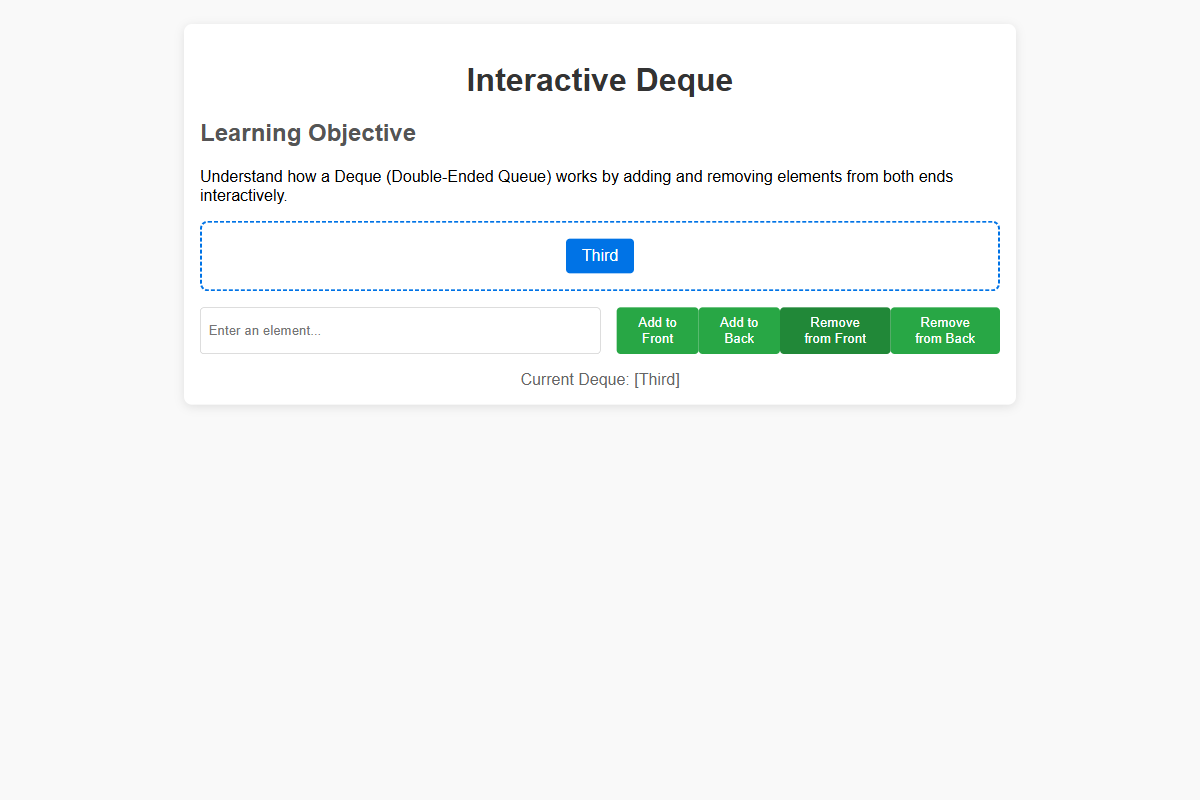 Interactive Deque
Learning Objective
Understand how a Deque (Double-Ended Queue) works by adding and removing elements from both ends
interactively.
Third
Enter an element...
Add to
Front
Add to
Back
Remove
from Front
Remove
from Back
Current Deque: [Third]